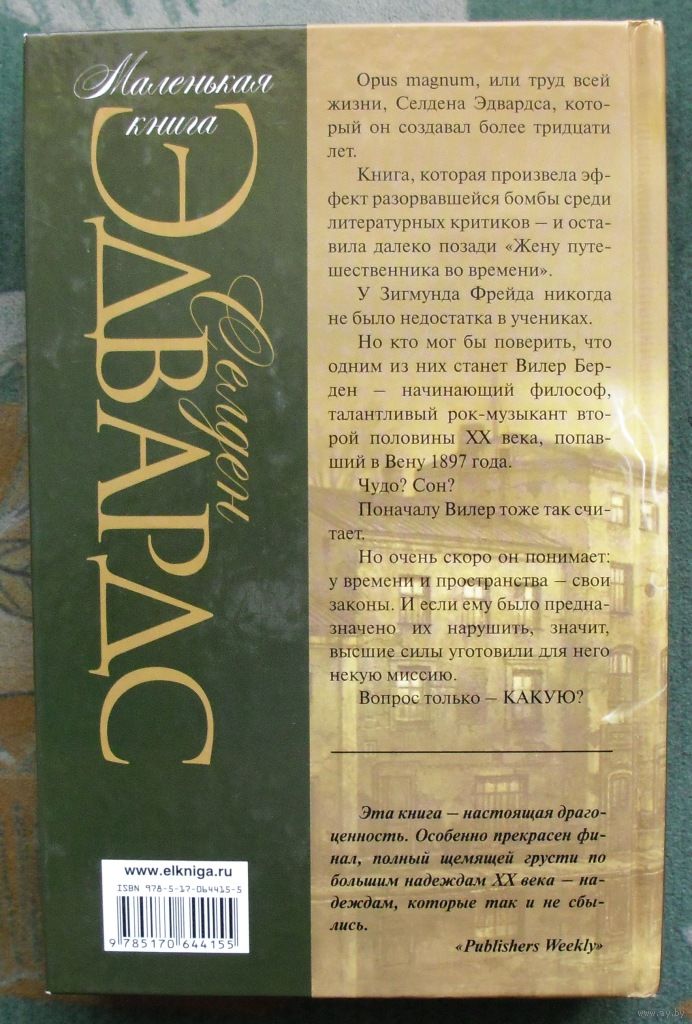 Маленькая
книга
ЭДВАРДС
Селден
Opus magnum, или труд всей
жизни, Селдена Эдвардса, кото-
рый он создавал более тридцати
лет.
Книга, которая произвела эф-
фект разорвавшейся бомбы среди
литературных критиков – и оста-
вила далеко позади «Жену путе-
шественника во времени».
У Зигмунда Фрейда никогда
не было недостатка в учениках.
Но кто мог бы поверить, что
одним из них станет Вилер Бер-
ден – начинающий философ,
талантливый рок-музыкант вто-
рой половины XX века, попав-
ший в Вену 1897 года.
Чудо? Сон?
Поначалу Вилер тоже так счи-
тает.
Но очень скоро он понимает:
у времени и пространства – свои
законы. И если ему было предна-
значено их нарушить, значит,
высшие силы уготовили для него
некую миссию.
Вопрос только – КАКУЮ?
Эта книга – настоящая драго-
ценность. Особенно прекрасен фи-
нал, полный щемящей грусти по
большим надеждам XX века – на-
деждам, которые так и не сбы-
лись.
«Publishers Weekly»
www.elkniga.ru
ISBN 978-5-17-064415-5
9 785170 644155
www.ay.by